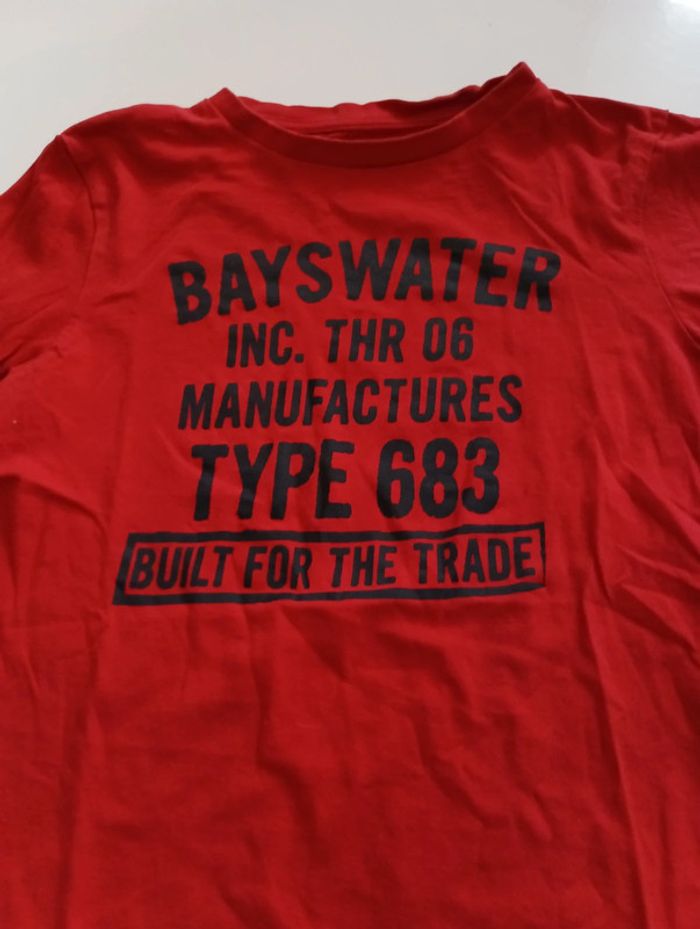 BAYSWATER
INC. THR 06
MANUFACTURES
TYPE 683
BUILT FOR THE TRADE